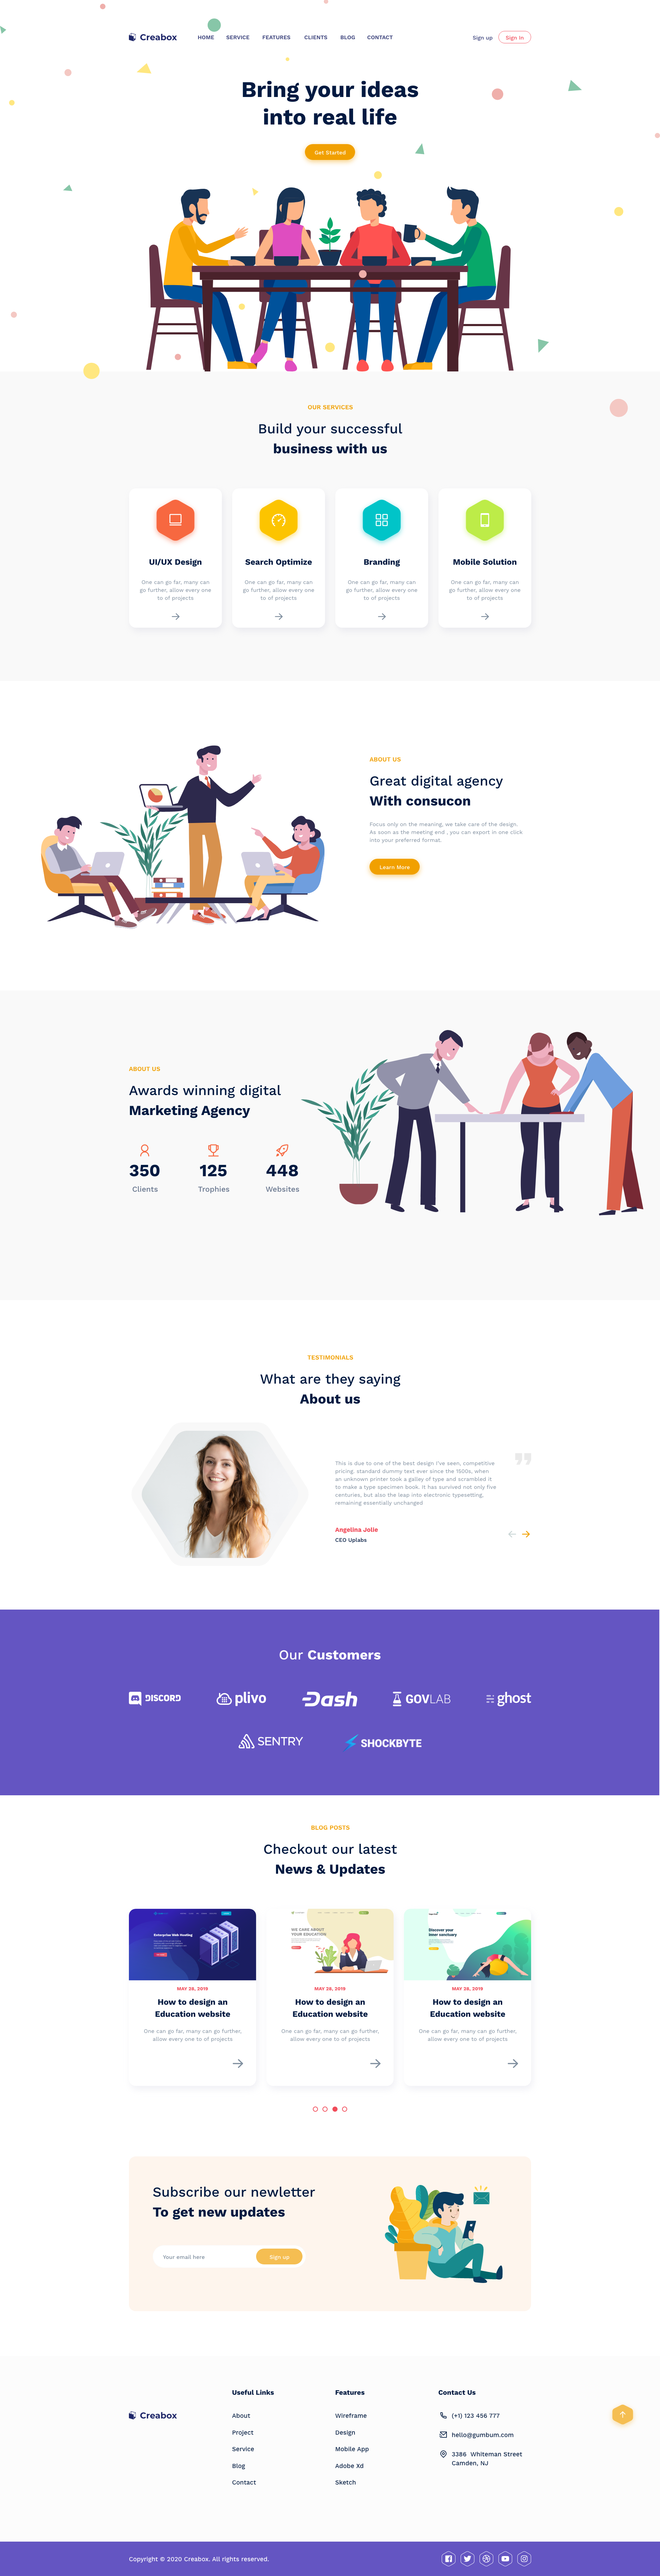 Creabox
HOME SERVICE FEATURES CLIENTS BLOG CONTACT
Sign up Sign In
Bring your ideas
into real life
Get Started
OUR SERVICES
Build your successful
business with us
UI/UX Design
One can go far, many can
go further, allow every one
to of projects
Search Optimize
One can go far, many can
go further, allow every one
to of projects
Branding
One can go far, many can
go further, allow every one
to of projects
Mobile Solution
One can go far, many can
go further, allow every one
to of projects
ABOUT US
Great digital agency
With consucon
Focus only on the meaning, we take care of the design.
As soon as the meeting end , you can export in one click
into your preferred format.
Learn More
ABOUT US
Awards winning digital
Marketing Agency
350
Clients
125
Trophies
448
Websites
TESTIMONIALS
What are they saying
About us
This is due to one of the best design I've seen, competitive
pricing. standard dummy text ever since the 1500s, when
an unknown printer took a galley of type and scrambled it
to make a type specimen book. It has survived not only five
centuries, but also the leap into electronic typesetting,
remaining essentially unchanged
Angelina Jolie
CEO Uplabs
Our Customers
DISCORD
plivo
Dash
GOVLAB
ghost
SENTRY
SHOCKBYTE
BLOG POSTS
Checkout our latest
News & Updates
Enterprise Web Hosting
MAY 28, 2019
How to design an
Education website
One can go far, many can go further,
allow every one to of projects
WE CARE ABOUT
YOUR EDUCATION
MAY 28, 2019
How to design an
Education website
One can go far, many can go further,
allow every one to of projects
Discover your
inner sanctuary
MAY 28, 2019
How to design an
Education website
One can go far, many can go further,
allow every one to of projects
Subscribe our newletter
To get new updates
Your email here
Sign up
Creabox
Useful Links
About
Project
Service
Blog
Contact
Features
Wireframe
Design
Mobile App
Adobe Xd
Sketch
Contact Us
(+1) 123 456 777
hello@gumbum.com
3386 Whiteman Street
Camden, NJ
Copyright © 2020 Creabox. All rights reserved.